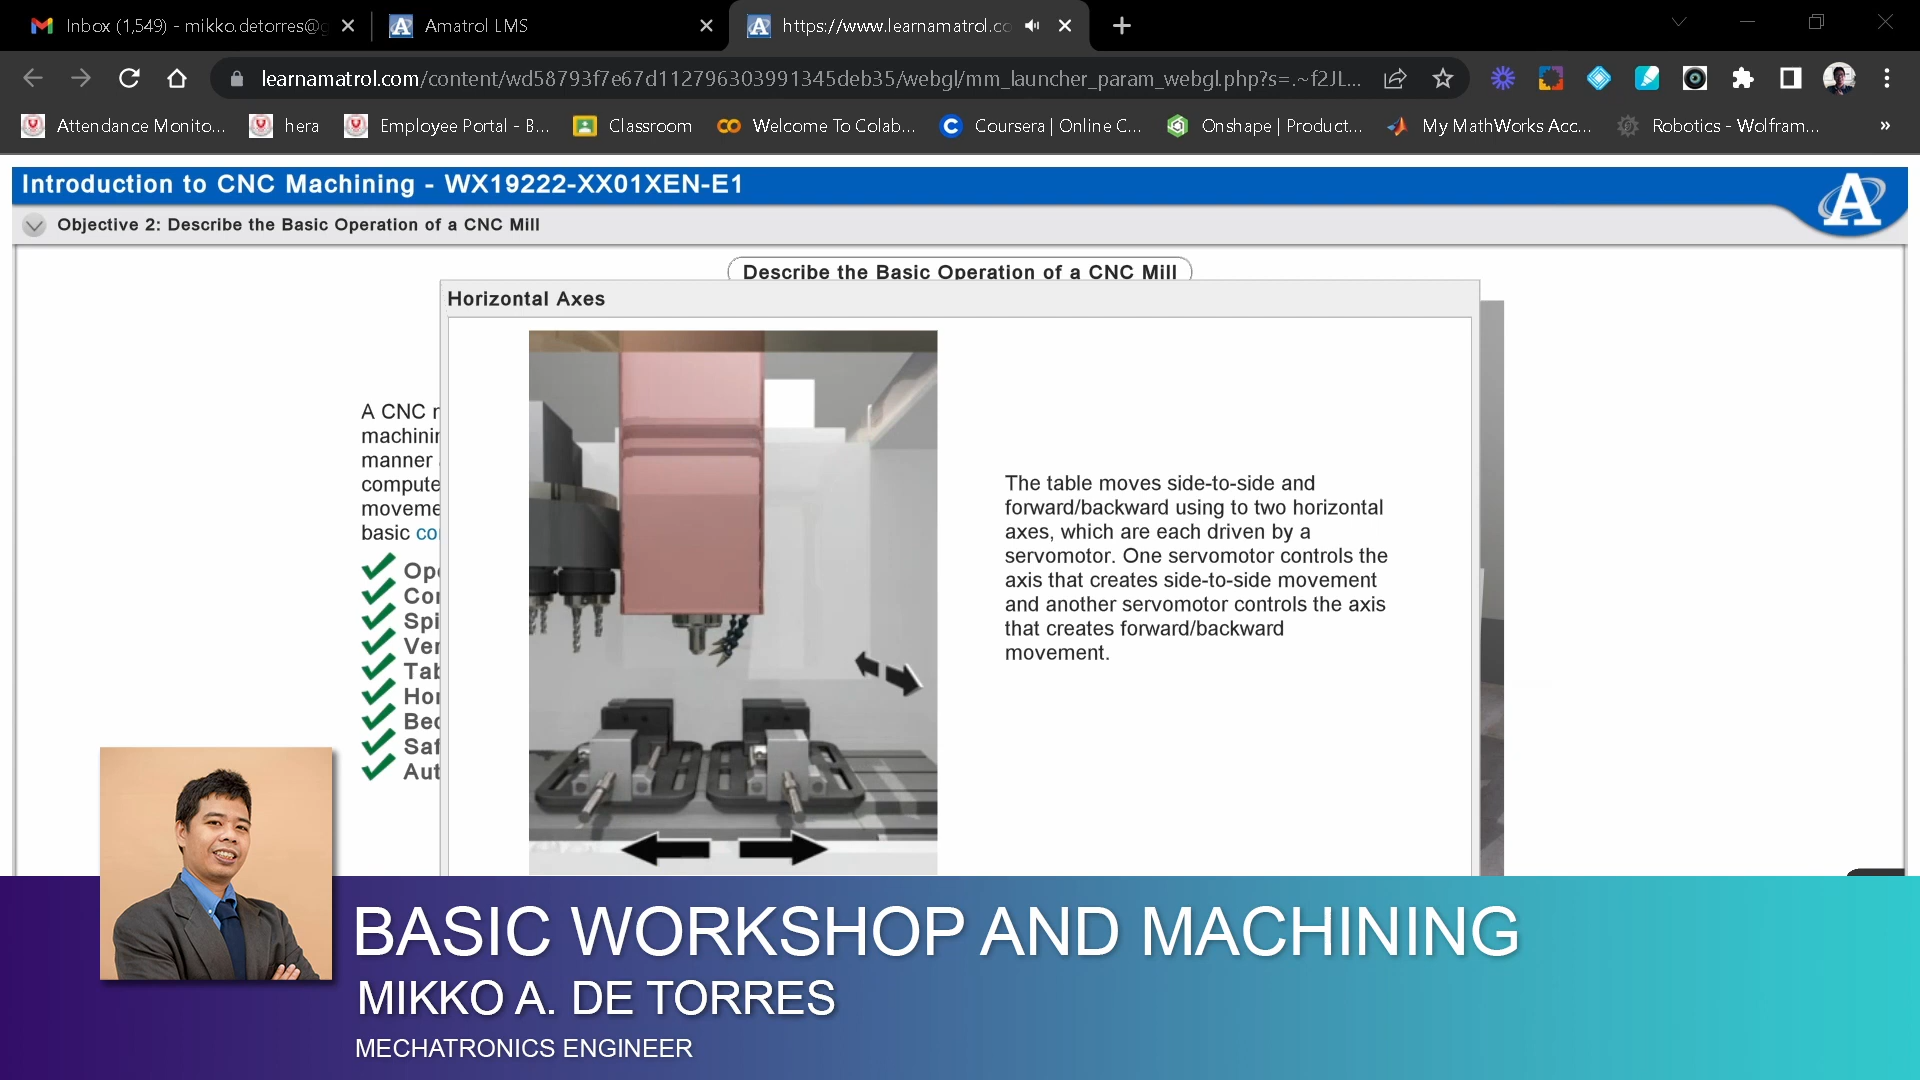 Inbox (1,549) - mikko.detorres@g
Amatrol LMS
https://www.learnamatrol.co
learnamatrol.com/content/wd58793f7e67d112796303991345deb35/webgl/mm_launcher_param_webgl.php?s=.~f2JL...
Attendance Monito...
hera
Employee Portal - B...
Classroom
Welcome To Colab...
Coursera | Online C...
Onshape | Product...
My MathWorks Acc...
Robotics - Wolfram...
»
Introduction to CNC Machining - WX19222-XX01XEN-E1
A
Objective 2: Describe the Basic Operation of a CNC Mill
Describe the Basic Operation of a CNC Mill
Horizontal Axes
A CNC
machinin
manner
compute
moveme
basic co
Ope
Con
Spi
Ver
Tab
Hor
Bed
Saf
Aut
The table moves side-to-side and
forward/backward using to two horizontal
axes, which are each driven by a
servomotor. One servomotor controls the
axis that creates side-to-side movement
and another servomotor controls the axis
that creates forward/backward
movement.
BASIC WORKSHOP AND MACHINING
MIKKO A. DE TORRES
MECHATRONICS ENGINEER